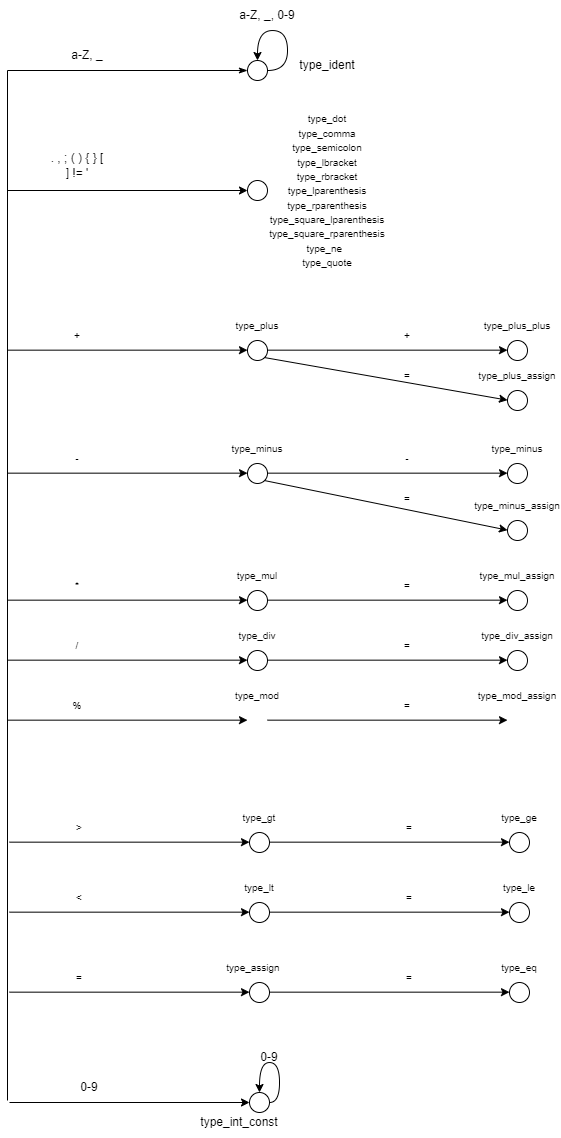 a-Z, _, 0-9
a-Z, _
type_ident
. , ; ( ) { } [
] != '
type_dot
type_comma
type_semicolon
type_lbracket
type_rbracket
type_lparenthesis
type_rparenthesis
type_square_lparenthesis
type_square_rparenthesis
type_ne
type_quote
+
type_plus
+
type_plus_plus
=
type_plus_assign
-
type_minus
-
type_minus
=
type_minus_assign
*
type_mul
=
type_mul_assign
/
type_div
=
type_div_assign
%
type_mod
=
type_mod_assign
>
type_gt
=
type_ge
<
type_lt
=
type_le
=
type_assign
=
type_eq
0-9
0-9
type_int_const